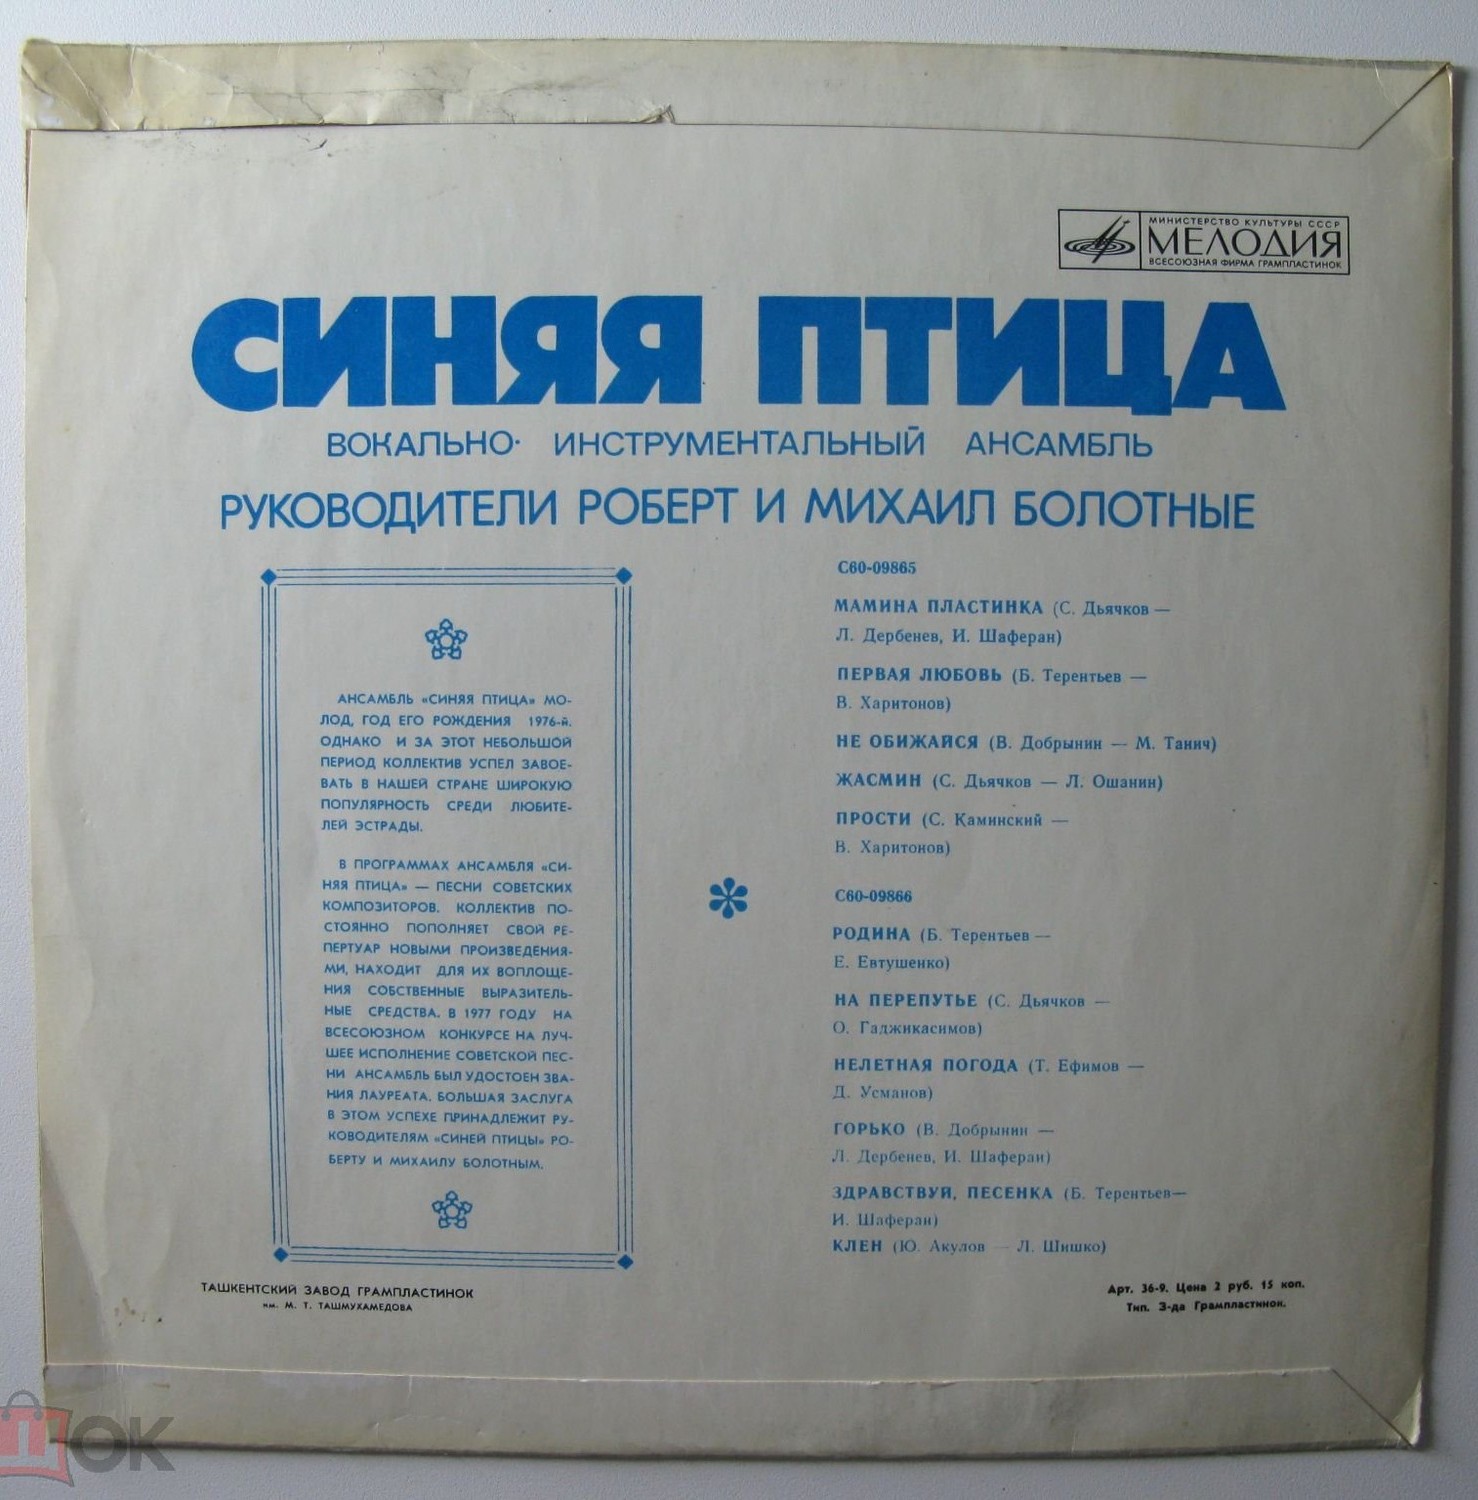 МИНИСТЕРСТВО КУЛЬТУРЫ СССР
МЕЛОДИЯ
ВСЕСОЮЗНАЯ ФИРМА ГРАМПЛАСТИНОК
СИНЯЯ ПТИЦА
ВОКАЛЬНО- ИНСТРУМЕНТАЛЬНЫЙ АНСАМБЛЬ
РУКОВОДИТЕЛИ РОБЕРТ И МИХАИЛ БОЛОТНЫЕ
АНСАМБЛЬ «СИНЯЯ ПТИЦА» МО-
ЛОД, ГОД ЕГО РОЖДЕНИЯ 1976-й.
ОДНАКО И ЗА ЭТОТ НЕБОЛЬШОЙ
ПЕРИОД КОЛЛЕКТИВ УСПЕЛ ЗАВОЕ-
ВАТЬ В НАШЕЙ СТРАНЕ ШИРОКУЮ
ПОПУЛЯРНОСТЬ СРЕДИ ЛЮБИТЕ-
ЛЕЙ ЭСТРАДЫ.
В ПРОГРАММАХ АНСАМБЛЯ «СИ-
НЯЯ ПТИЦА» — ПЕСНИ СОВЕТСКИХ
КОМПОЗИТОРОВ. КОЛЛЕКТИВ ПО-
СТОЯННО ПОПОЛНЯЕТ СВОЙ РЕ-
ПЕРТУАР НОВЫМИ ПРОИЗВЕДЕНИЯ-
МИ, НАХОДИТ ДЛЯ ИХ ВОПЛОЩЕ-
НИЯ СОБСТВЕННЫЕ ВЫРАЗИТЕЛЬ-
НЫЕ СРЕДСТВА. В 1977 ГОДУ НА
ВСЕСОЮЗНОМ КОНКУРСЕ НА ЛУЧ-
ШЕЕ ИСПОЛНЕНИЕ СОВЕТСКОЙ ПЕС-
НИ АНСАМБЛЬ БЫЛ УДОСТОЕН ЗВА-
НИЯ ЛАУРЕАТА. БОЛЬШАЯ ЗАСЛУГА
В ЭТОМ УСПЕХЕ ПРИНАДЛЕЖИТ РУ-
КОВОДИТЕЛЯМ «СИНЕЙ ПТИЦЫ» РО-
БЕРТУ И МИХАИЛУ БОЛОТНЫМ.
С60-09865
МАМИНА ПЛАСТИНКА (С. Дьячков —
Л. Дербенев, И. Шаферан)
ПЕРВАЯ ЛЮБОВЬ (Б. Терентьев —
В. Харитонов)
НЕ ОБИЖАЙСЯ (В. Добрынин — М. Танич)
ЖАСМИН (С. Дьячков — Л. Ошанин)
ПРОСТИ (С. Каминский —
В. Харитонов)
С60-09866
РОДИНА (Б. Терентьев —
Е. Евтушенко)
НА ПЕРЕПУТЬЕ (С. Дьячков —
О. Гаджикасимов)
НЕЛЕТНАЯ ПОГОДА (Т. Ефимов —
Д. Усманов)
ГОРЬКО (В. Добрынин —
Л. Дербенев, И. Шаферан)
ЗДРАВСТВУЙ, ПЕСЕНКА (Б. Терентьев—
И. Шаферан)
КЛЕН (Ю. Акулов — Л. Шишко)
ТАШКЕНТСКИЙ ЗАВОД ГРАМПЛАСТИНОК
им. М. Т. ТАШМУХАМЕДОВА
Арт. 36-9. Цена 2 руб. 15 коп.
Тип. З-да Грампластинок.
ОК